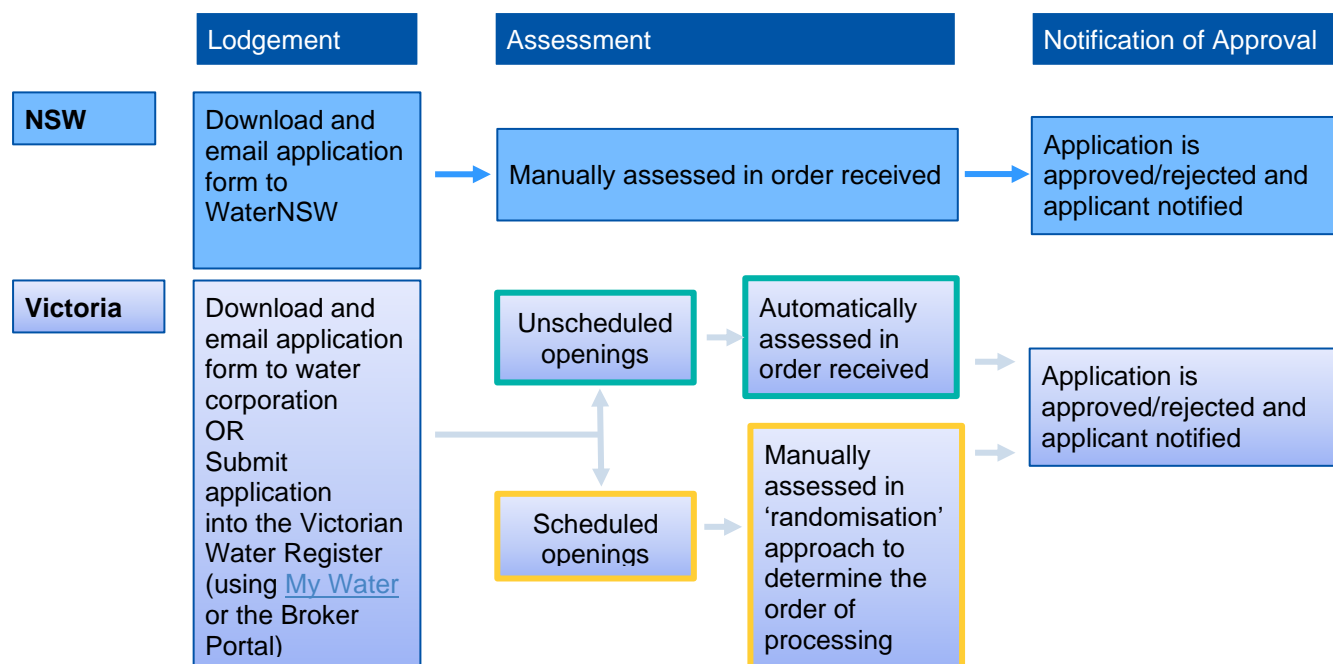 Lodgement
Assessment
Notification of Approval
NSW
Download and
email application
form to
WaterNSW
Manually assessed in order received
Application is
approved/rejected and
applicant notified
Victoria
Download and
email application
form to water
corporation
OR
Submit
application
into the Victorian
Water Register
(using My Water
or the Broker
Portal)
Unscheduled
openings
Automatically
assessed in
order received
Scheduled
openings
Manually
assessed in
‘randomisation’
approach to
determine the
order of
processing
Application is
approved/rejected and
applicant notified